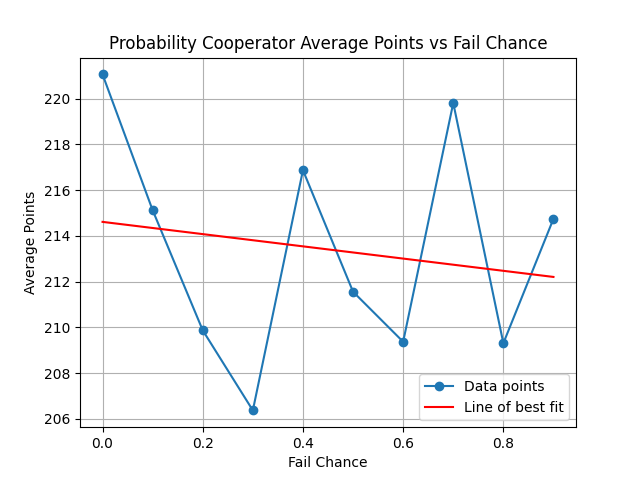 Probability Cooperator Average Points vs Fail Chance
Average Points
220
218
216
214
212
210
208
206
0.0 0.2 0.4 0.6 0.8
Fail Chance
Data points
Line of best fit